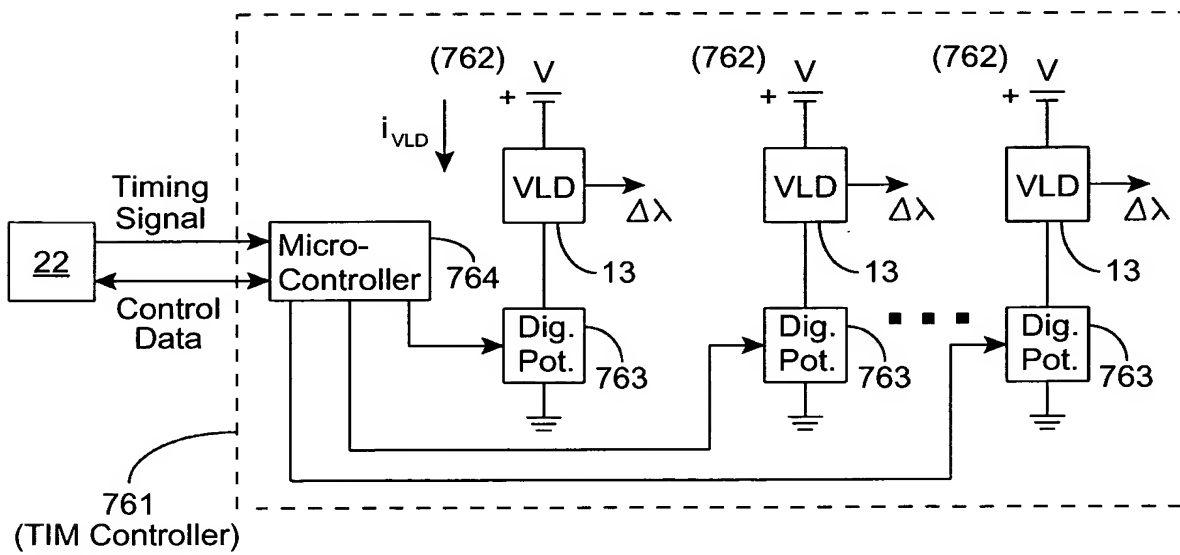 (762) V
+
(762) V
+
(762) V
+
iVLD
VLD
Δλ
VLD
Δλ
VLD
Δλ
13
13
13
Timing
Signal
22
Control
Data
Micro-
Controller
764
Dig.
Pot.
763
Dig.
Pot.
763
Dig.
Pot.
763
761
(TIM Controller)